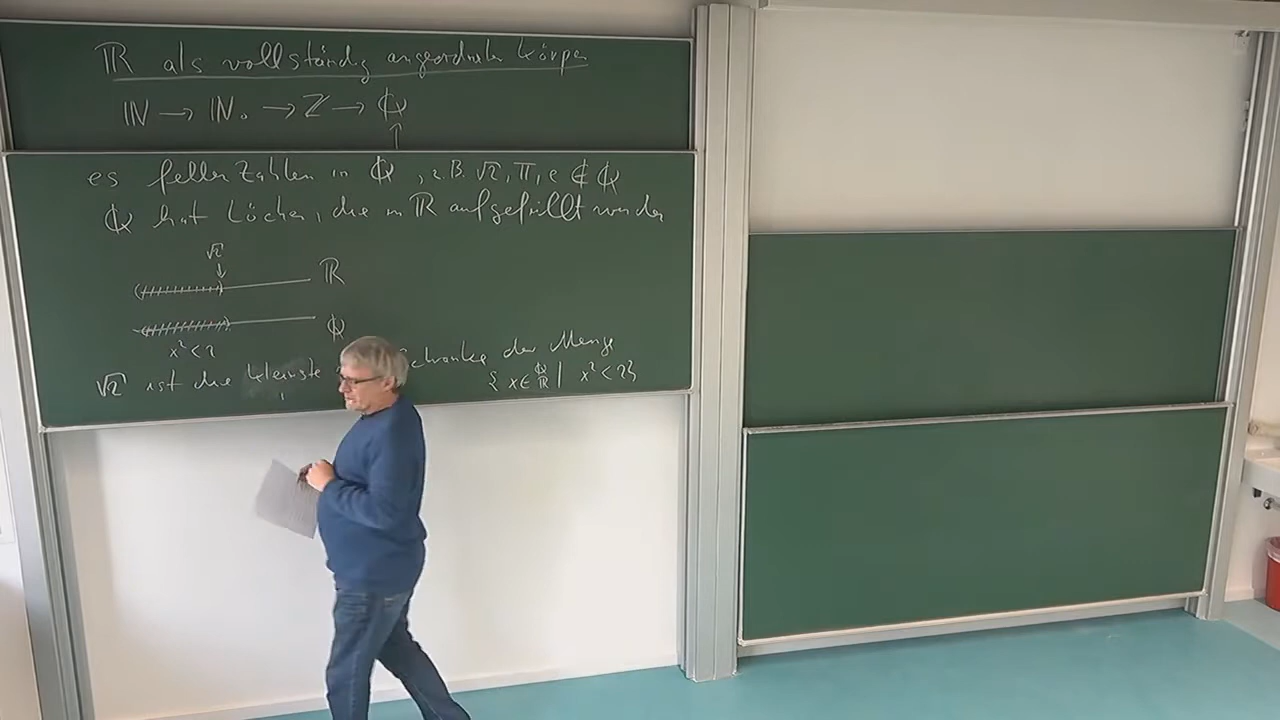 ℝ als vollständig angeordneter Körper
ℕ → ℕ₀ → ℤ → ℚ
↑
es fehlen Zahlen in ℚ, z.B. √2, π, e ∉ ℚ
ℚ hat Löcher, die in ℝ aufgefüllt werden
√2
↓
ℝ
ℚ
x² < 2
√2 ist die kleinste Schranke der Menge
{ x ∈ ℚ ℝ | x² < 2 }